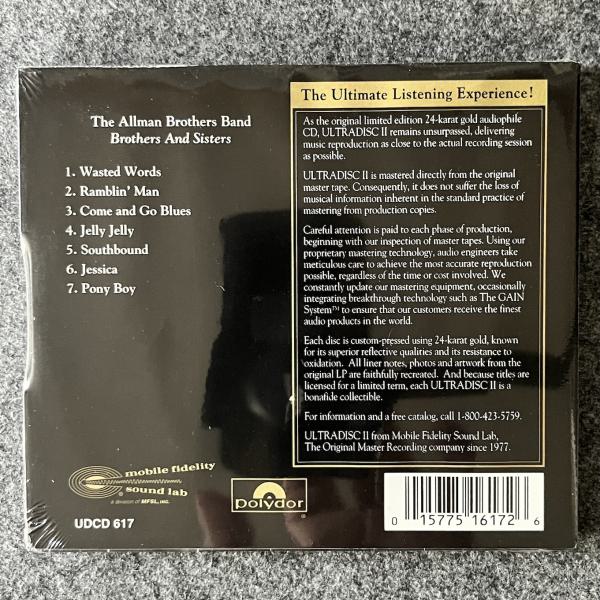 The Allman Brothers Band
Brothers And Sisters
1. Wasted Words
2. Ramblin' Man
3. Come and Go Blues
4. Jelly Jelly
5. Southbound
6. Jessica
7. Pony Boy
The Ultimate Listening Experience!
As the original limited edition 24-karat gold audiophile
CD, ULTRADISC II remains unsurpassed, delivering
music reproduction as close to the actual recording session
as possible.
ULTRADISC II is mastered directly from the original
master tape. Consequently, it does not suffer the loss of
musical information inherent in the standard practice of
mastering from production copies.
Careful attention is paid to each phase of production,
beginning with our inspection of master tapes. Using our
proprietary mastering technology, audio engineers take
meticulous care to achieve the most accurate reproduction
possible, regardless of the time or cost involved. We
constantly update our mastering equipment, occasionally
integrating breakthrough technology such as The GAIN
System™ to ensure that our customers receive the finest
audio products in the world.
Each disc is custom-pressed using 24-karat gold, known
for its superior reflective qualities and its resistance to
oxidation. All liner notes, photos and artwork from the
original LP are faithfully recreated. And because titles are
licensed for a limited term, each ULTRADISC II is a
bonafide collectible.
For information and a free catalog, call 1-800-423-5759.
ULTRADISC II from Mobile Fidelity Sound Lab,
The Original Master Recording company since 1977.
mobile fidelity
sound lab
a division of MFSL, INC.
UDCD 617
polydor
0 15775 16172 6